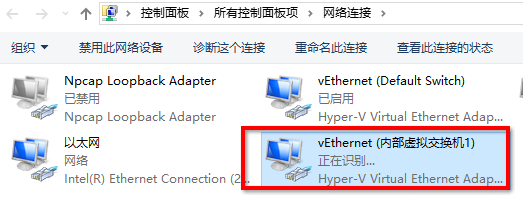 控制面板 > 所有控制面板项 > 网络连接 >
组织 禁用此网络设备 诊断这个连接 重命名此连接 查看此连接的状态
Npcap Loopback Adapter
已禁用
Npcap Loopback Adapter
vEthernet (Default Switch)
已启用
Hyper-V Virtual Ethernet Adap...
以太网
网络
Intel(R) Ethernet Connection (2...
vEthernet (内部虚拟交换机1)
正在识别...
Hyper-V Virtual Ethernet Adap...